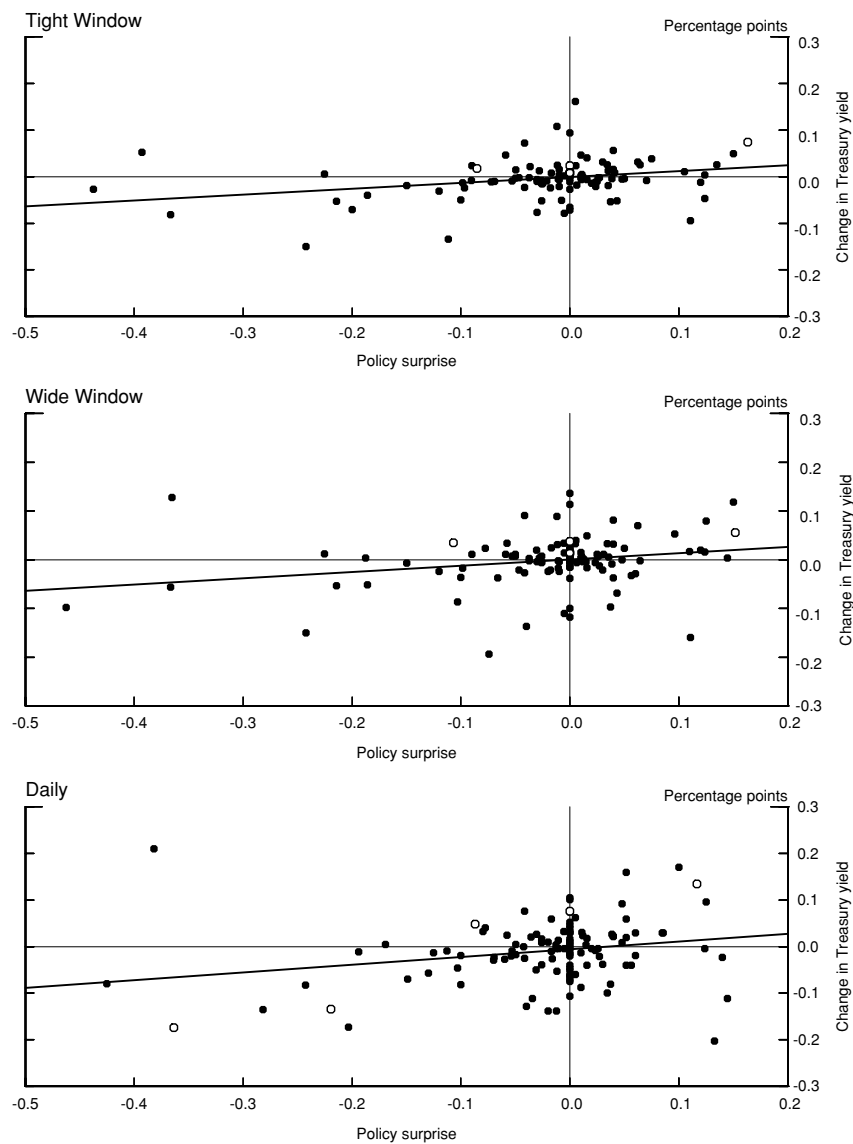 Tight Window
Percentage points
0.3
0.2
0.1
0.0
-0.1
-0.2
-0.3
Change in Treasury yield
-0.5 -0.4 -0.3 -0.2 -0.1 0.0 0.1 0.2
Policy surprise
Wide Window
Percentage points
0.3
0.2
0.1
0.0
-0.1
-0.2
-0.3
Change in Treasury yield
-0.5 -0.4 -0.3 -0.2 -0.1 0.0 0.1 0.2
Policy surprise
Daily
Percentage points
0.3
0.2
0.1
0.0
-0.1
-0.2
-0.3
Change in Treasury yield
-0.5 -0.4 -0.3 -0.2 -0.1 0.0 0.1 0.2
Policy surprise